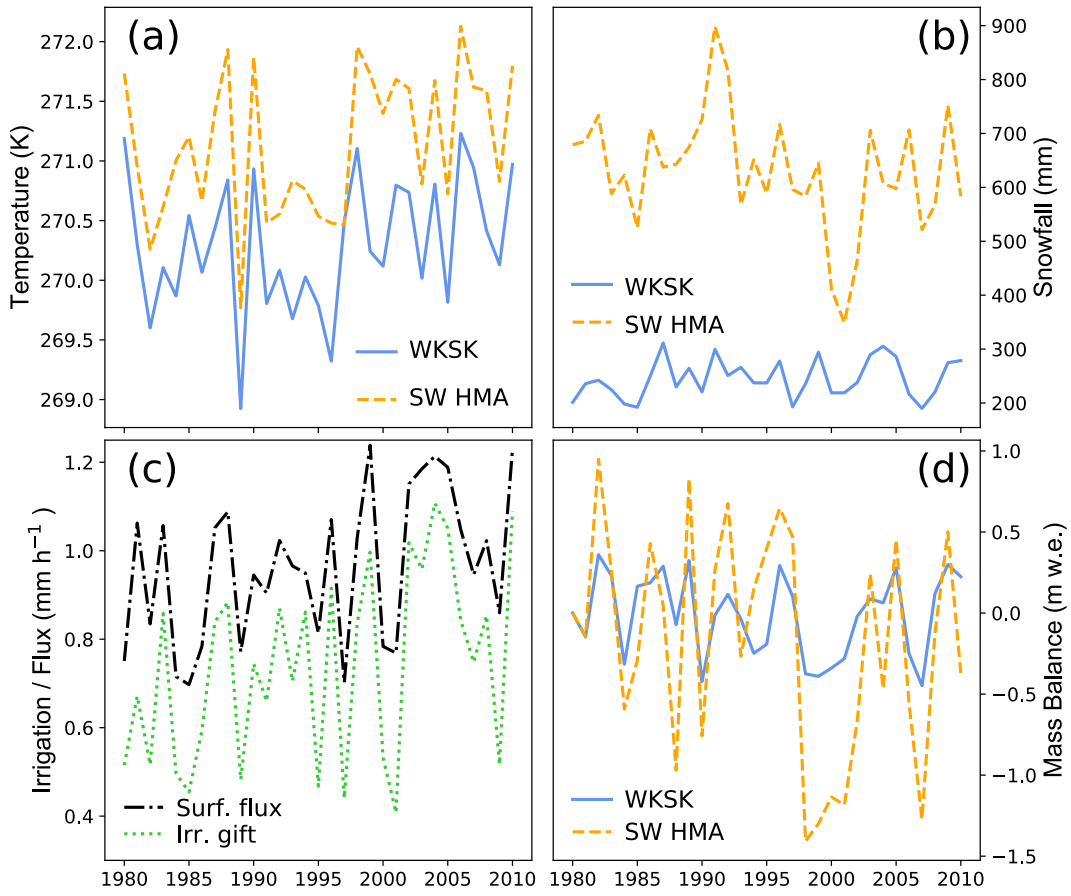 (a)
Temperature (K)
272.0
271.5
271.0
270.5
270.0
269.5
269.0
WKSK
SW HMA
(b)
Snowfall (mm)
900
800
700
600
500
400
300
200
WKSK
SW HMA
(c)
Irrigation / Flux (mm h⁻¹)
1.2
1.0
0.8
0.6
0.4
Surf. flux
Irr. gift
1980 1985 1990 1995 2000 2005 2010
(d)
Mass Balance (m w.e.)
1.0
0.5
0.0
−0.5
−1.0
−1.5
WKSK
SW HMA
1980 1985 1990 1995 2000 2005 2010